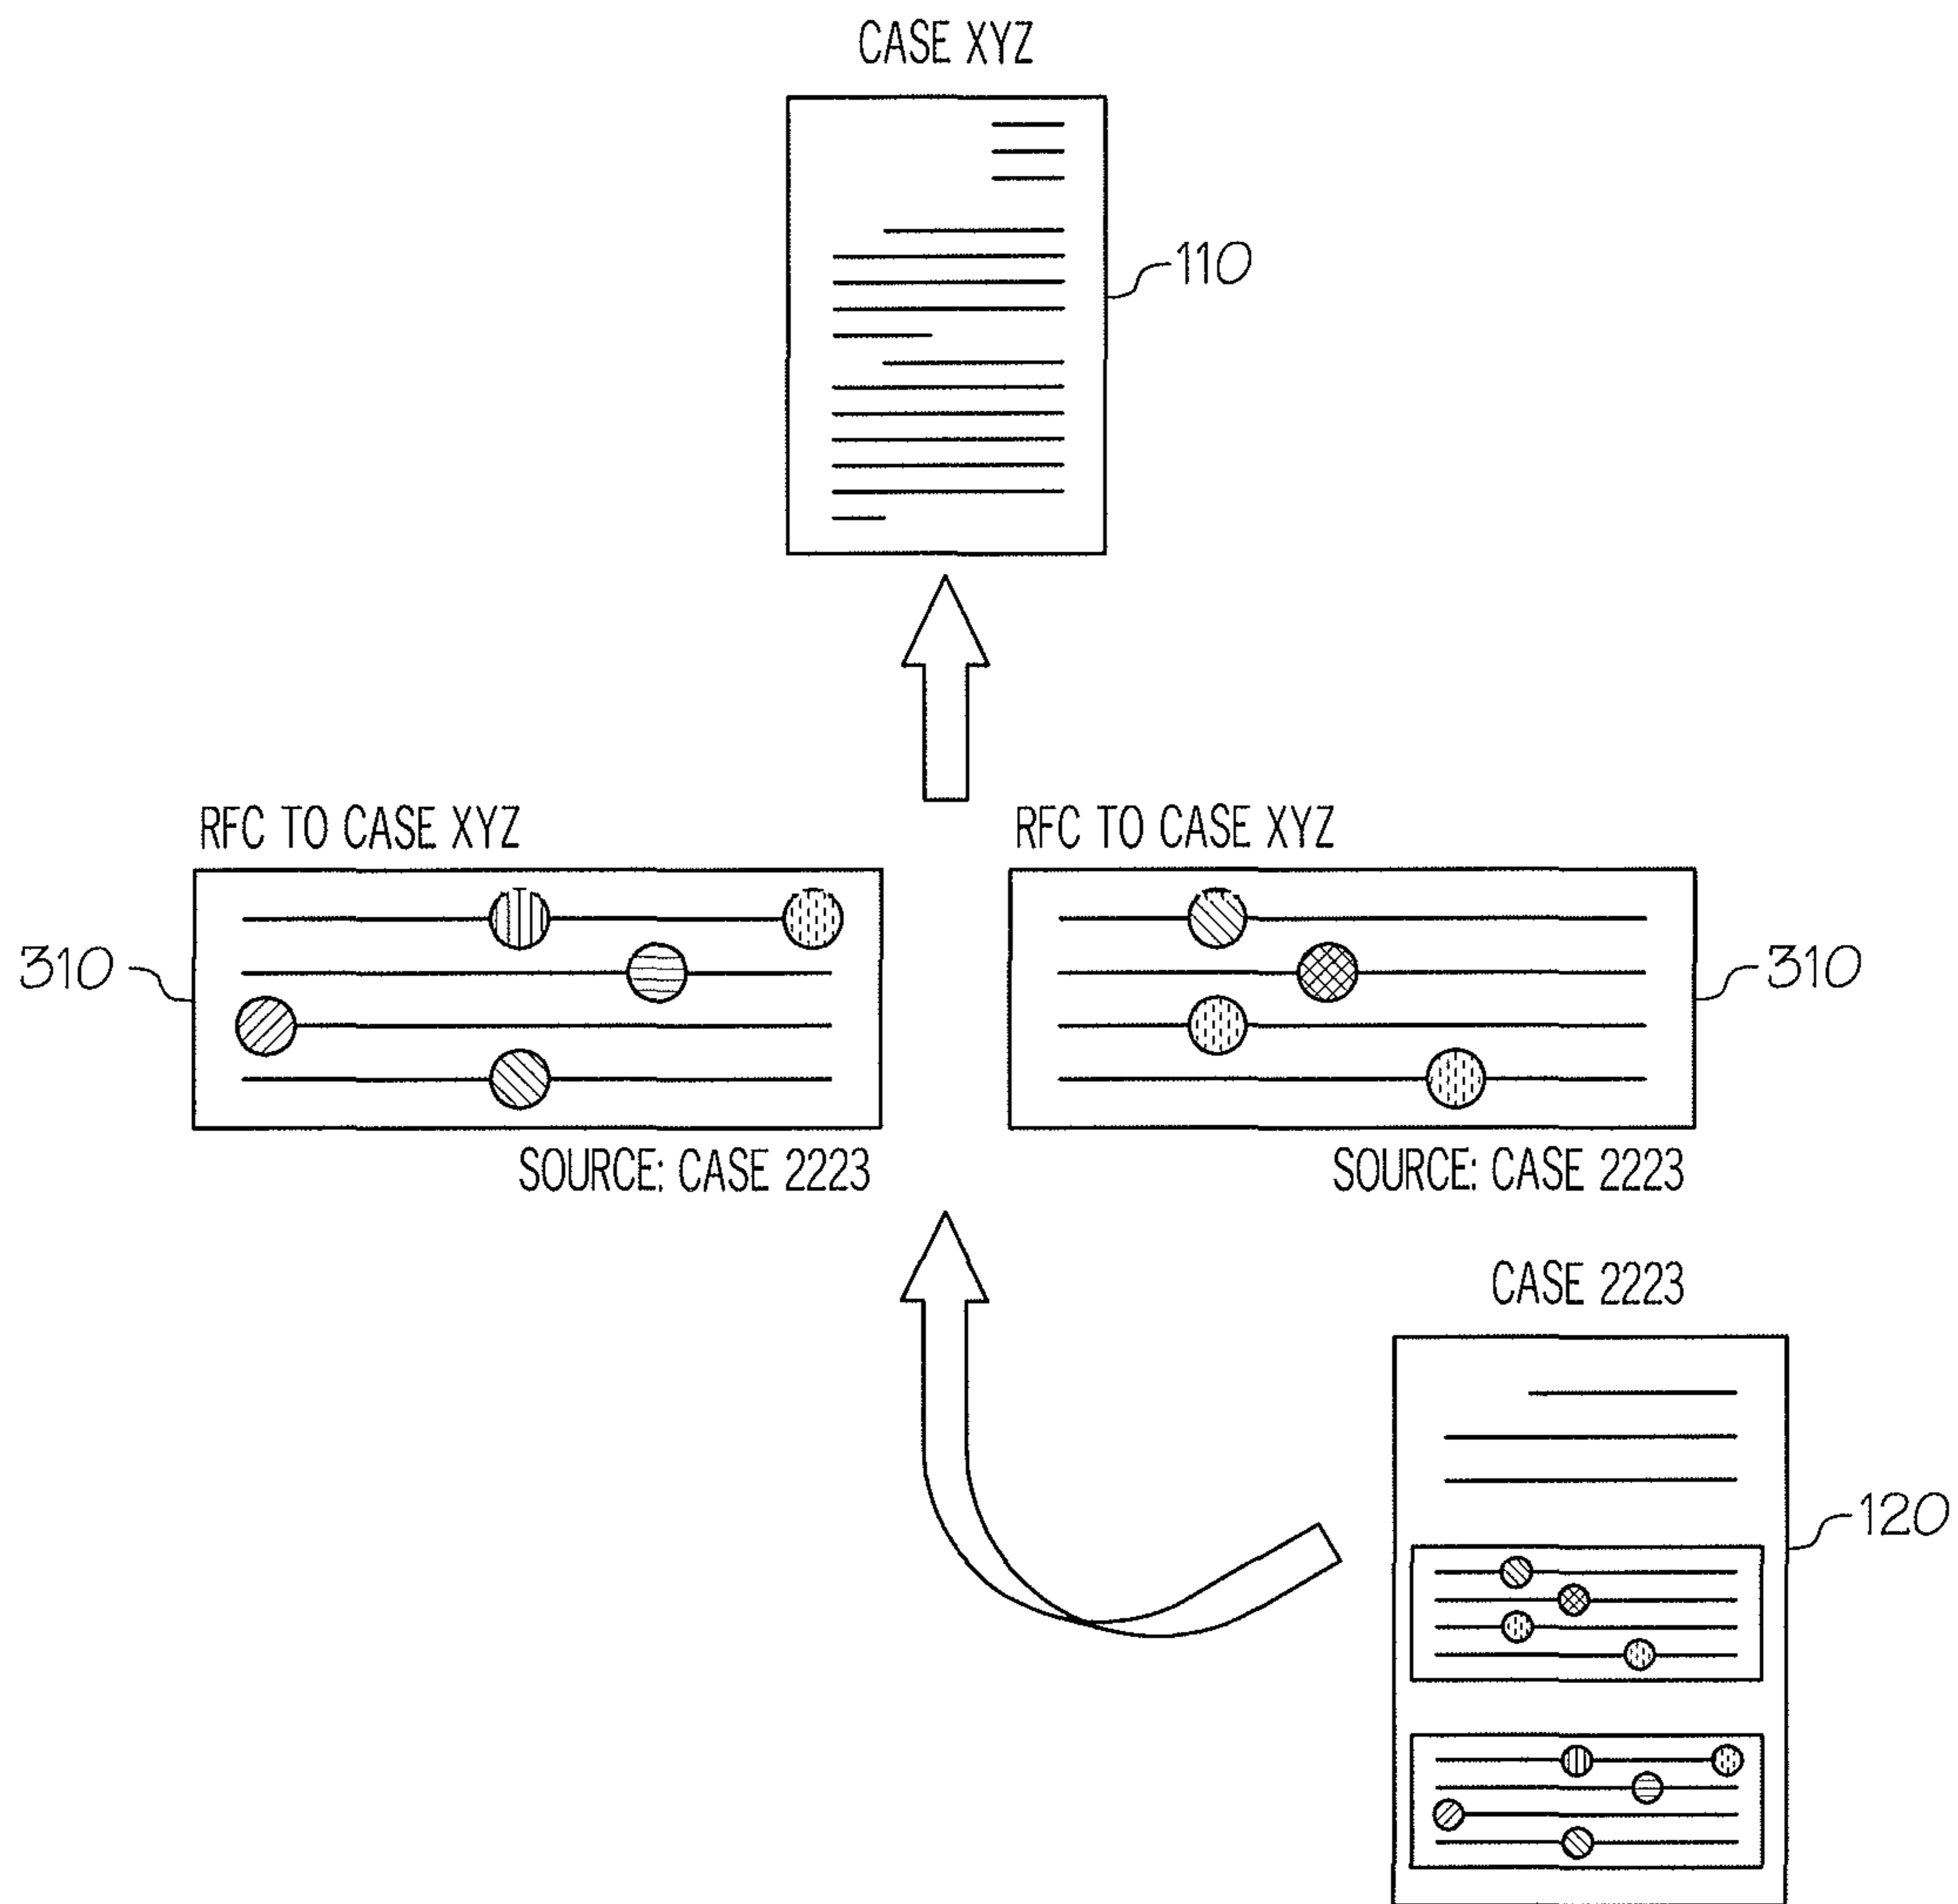 CASE XYZ
110
RFC TO CASE XYZ
RFC TO CASE XYZ
310
310
SOURCE: CASE 2223
SOURCE: CASE 2223
CASE 2223
120